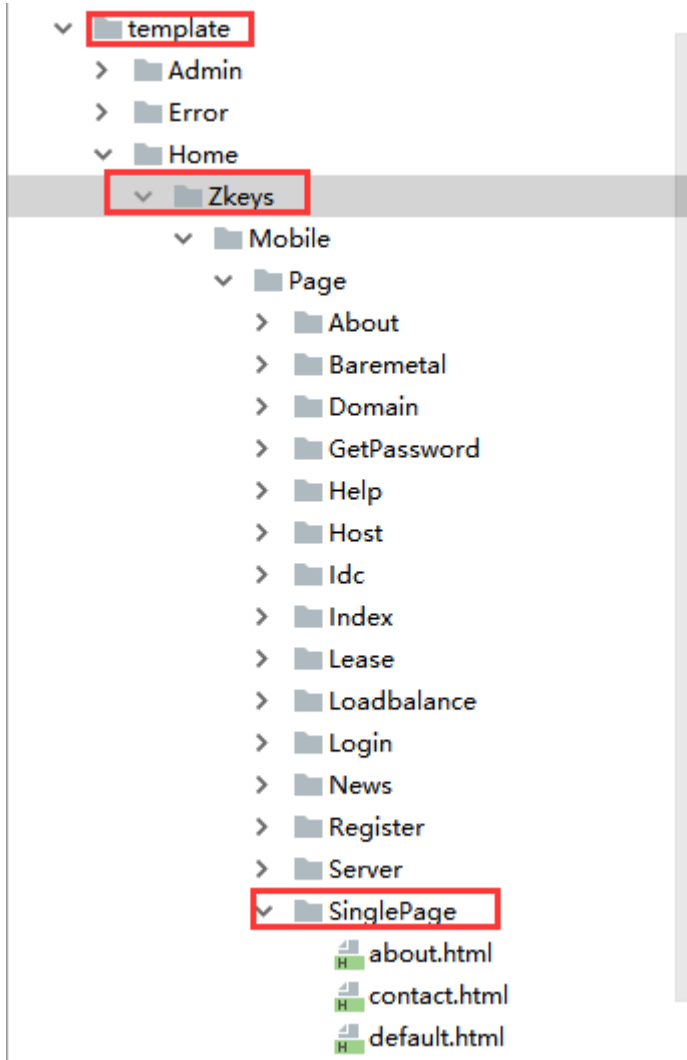 template
Admin
Error
Home
Zkeys
Mobile
Page
About
Baremetal
Domain
GetPassword
Help
Host
Idc
Index
Lease
Loadbalance
Login
News
Register
Server
SinglePage
H about.html
H contact.html
H default.html